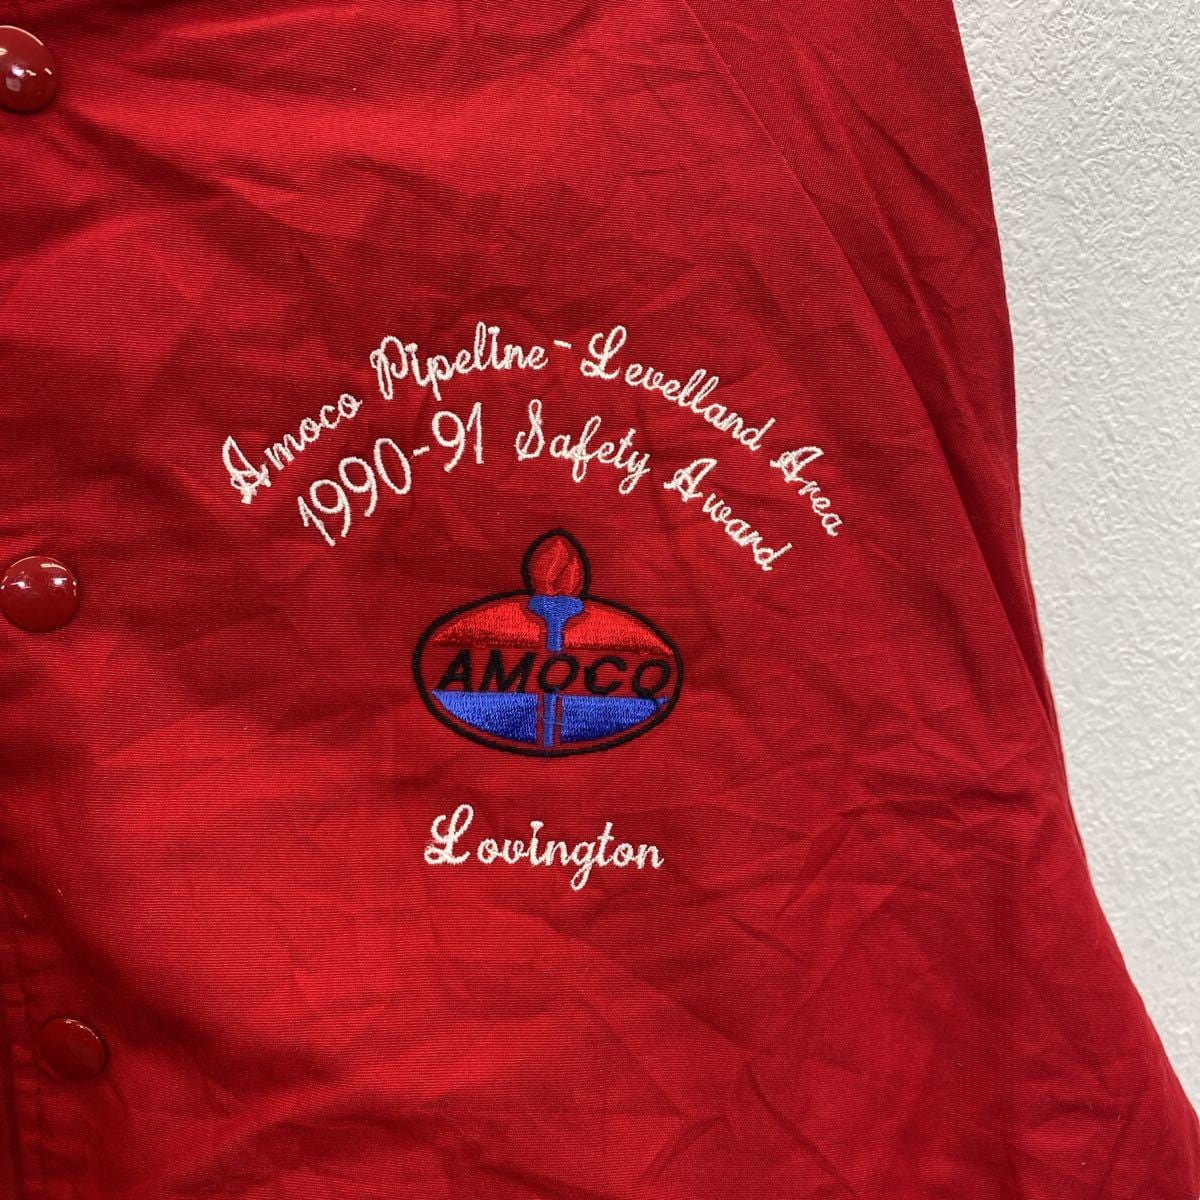 Amoco Pipeline-Levelland Area
1990-91 Safety Award
AMOCO
Lovington